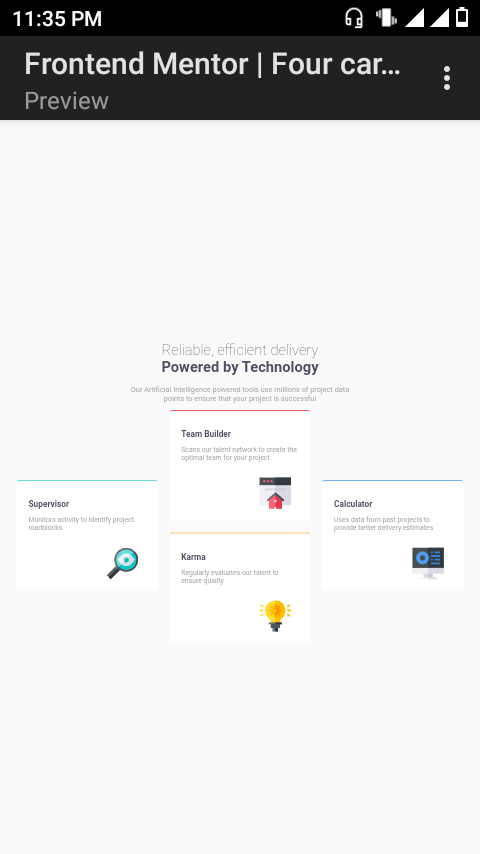 11:35 PM
Frontend Mentor | Four car...
Preview
Reliable, efficient delivery
Powered by Technology
Our Artificial intelligence powered tools use millions of project data
points to ensure that your project is successful
Team Builder
Scans our talent network to create the
optimal team for your project
Supervisor
Monitors activity to identify project
roadblocks
Calculator
Uses data from past projects to
provide better delivery estimates
Karma
Regularly evaluates our talent to
ensure quality